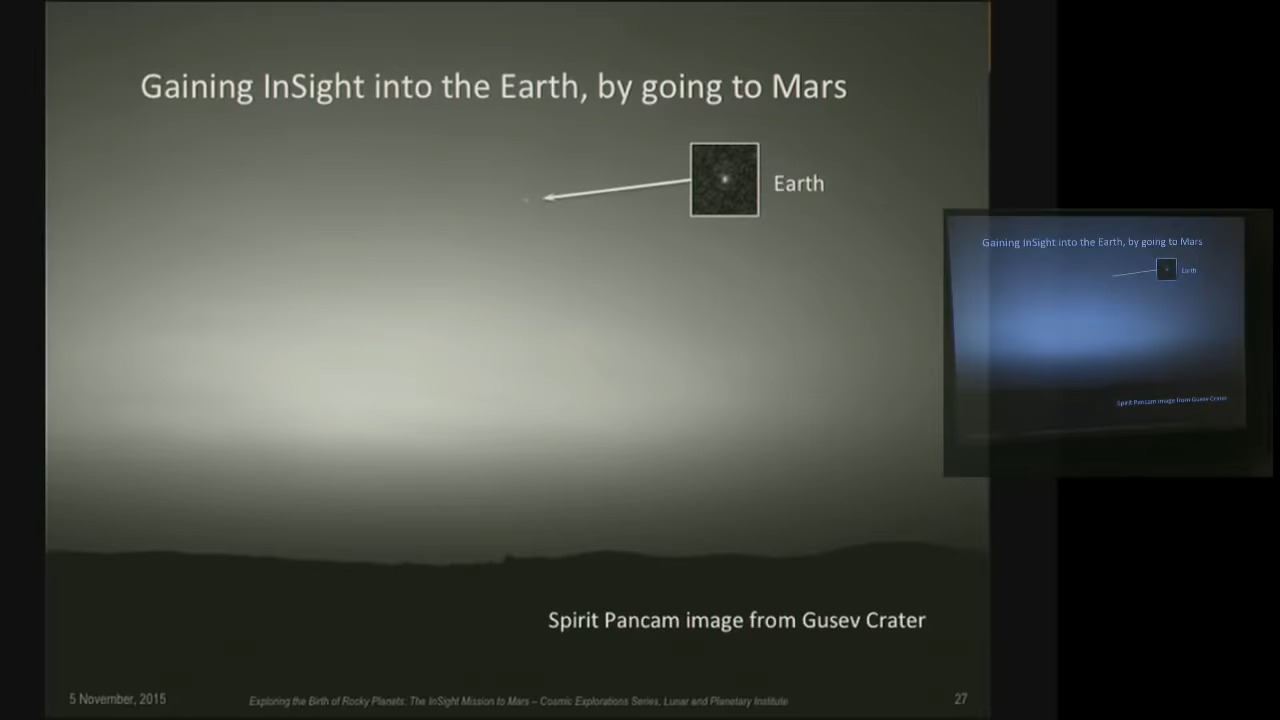 Gaining InSight into the Earth, by going to Mars
Earth
Spirit Pancam image from Gusev Crater
5 November, 2015
Exploring the Birth of Rocky Planets: The InSight Mission to Mars – Cosmic Explorations Series, Lunar and Planetary Institute
27
Gaining InSight into the Earth, by going to Mars
Earth
Spirit Pancam image from Gusev Crater